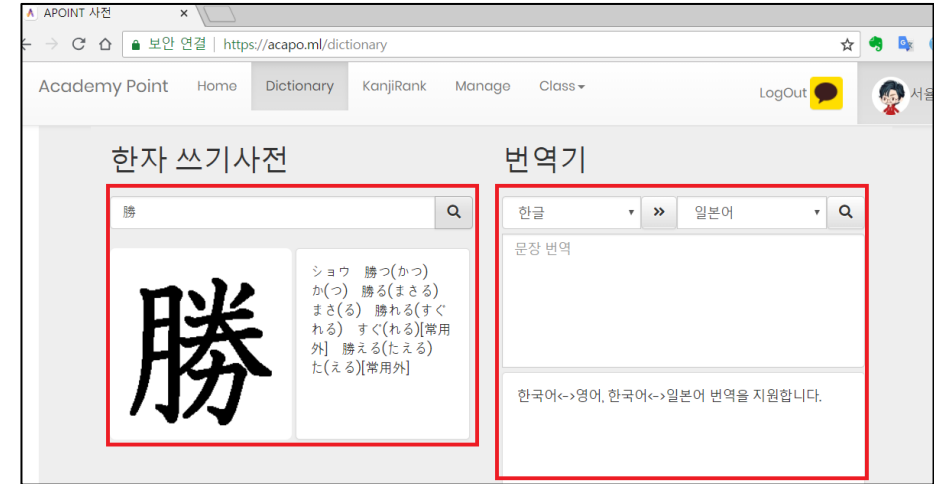 APOINT 사전
보안 연결 | https://acapo.ml/dictionary
Academy Point Home Dictionary KanjiRank Manage Class LogOut
한자 쓰기사전
勝
勝
ショウ 勝つ(かつ)
か(つ) 勝る(まさる)
まさ(る) 勝れる(すぐ
れる) すぐ(れる)[常用
外] 勝える(たえる)
た(える)[常用外]
번역기
한글 » 일본어
문장 번역
한국어<->영어, 한국어<->일본어 번역을 지원합니다.